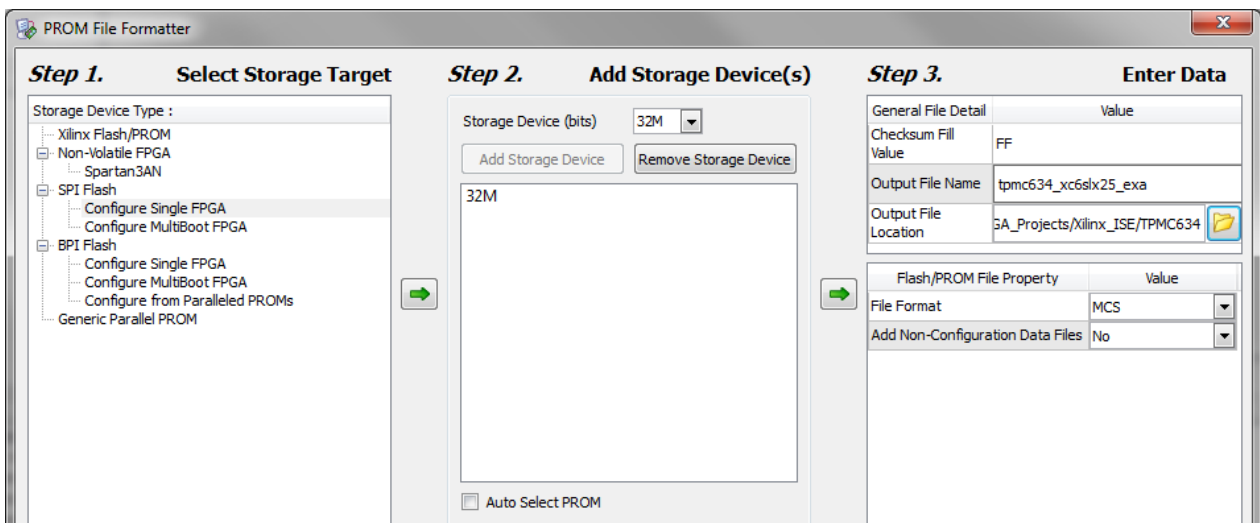 PROM File Formatter
Step 1. Select Storage Target
Storage Device Type :
Xilinx Flash/PROM
Non-Volatile FPGA
Spartan3AN
SPI Flash
Configure Single FPGA
Configure MultiBoot FPGA
BPI Flash
Configure Single FPGA
Configure MultiBoot FPGA
Configure from Paralleled PROMs
Generic Parallel PROM
Step 2. Add Storage Device(s)
Storage Device (bits) 32M
Add Storage Device Remove Storage Device
32M
Auto Select PROM
Step 3. Enter Data
General File Detail Value
Checksum Fill
Value FF
Output File Name tpmc634_xc6slx25_exa
Output File
Location GA_Projects/Xilinx_ISE/TPMC634
Flash/PROM File Property Value
File Format MCS
Add Non-Configuration Data Files No